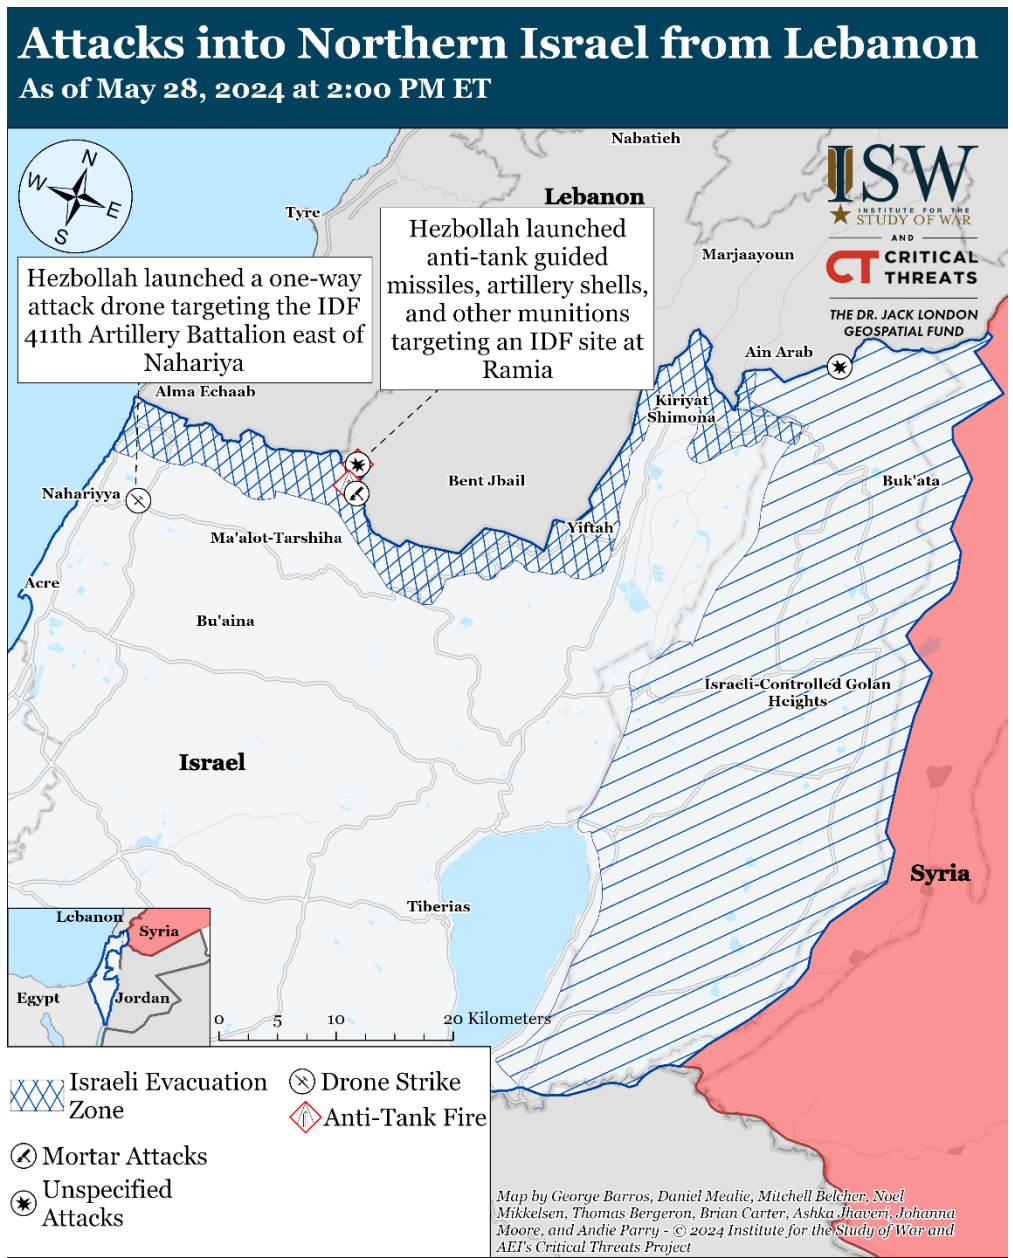 Attacks into Northern Israel from Lebanon
As of May 28, 2024 at 2:00 PM ET
N
W
E
S
Nabatieh
Lebanon
Tyre
ISW
INSTITUTE FOR THE
STUDY OF WAR
AND
CT CRITICAL
THREATS
THE DR. JACK LONDON
GEOSPATIAL FUND
Hezbollah launched a one-way
attack drone targeting the IDF
411th Artillery Battalion east of
Nahariya
Hezbollah launched
anti-tank guided
missiles, artillery shells,
and other munitions
targeting an IDF site at
Ramia
Marjaayoun
Ain Arab
Alma Echaab
Kiriyat
Shimona
Bent Jbail
Buk'ata
Nahariyya
Yiftah
Ma'alot-Tarshiha
Acre
Bu'aina
Israeli-Controlled Golan
Heights
Israel
Syria
Tiberias
Lebanon
Syria
Egypt
Jordan
0 5 10 20 Kilometers
Israeli Evacuation
Zone
Drone Strike
Anti-Tank Fire
Mortar Attacks
Unspecified
Attacks
Map by George Barros, Daniel Mealie, Mitchell Belcher, Noel
Mikkelsen, Thomas Bergeron, Brian Carter, Ashka Jhaveri, Johanna
Moore, and Andie Parry - © 2024 Institute for the Study of War and
AEI's Critical Threats Project